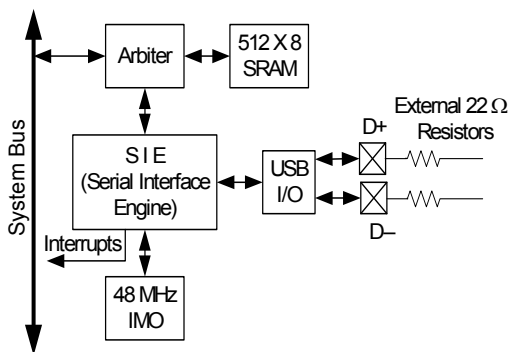 System Bus
Arbiter
512 X 8
SRAM
External 22 Ω
Resistors
D+
S I E
(Serial Interface
Engine)
USB
I/O
D–
Interrupts
48 MHz
IMO